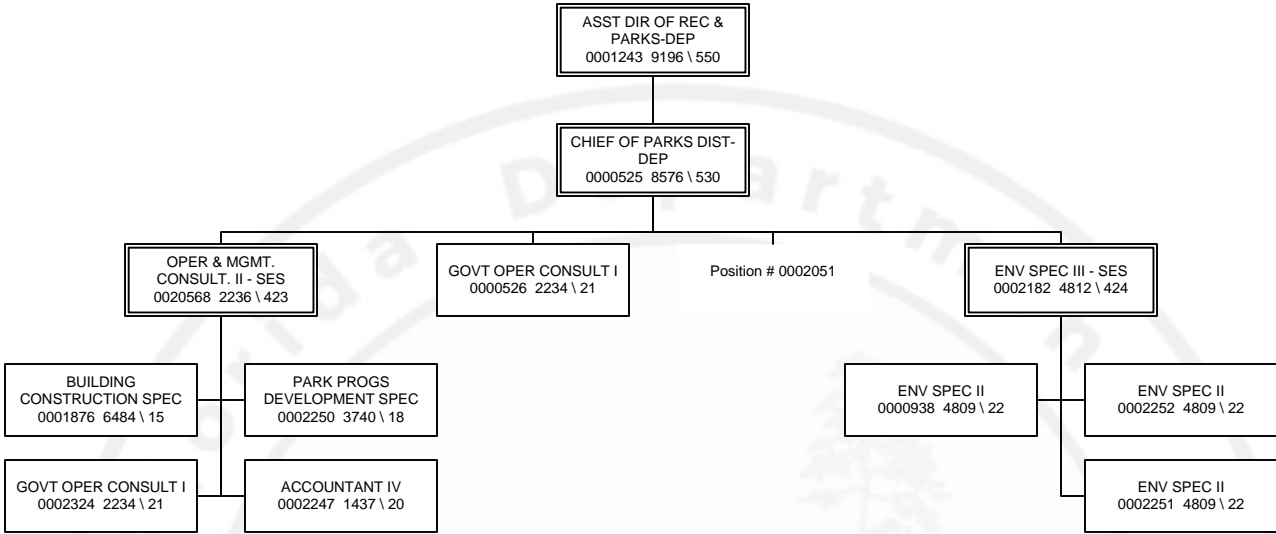 ASST DIR OF REC &
PARKS-DEP
0001243 9196 \ 550
CHIEF OF PARKS DIST-
DEP
0000525 8576 \ 530
OPER & MGMT.
CONSULT. II - SES
0020568 2236 \ 423
GOVT OPER CONSULT I
0000526 2234 \ 21
Position # 0002051
ENV SPEC III - SES
0002182 4812 \ 424
BUILDING
CONSTRUCTION SPEC
0001876 6484 \ 15
PARK PROGS
DEVELOPMENT SPEC
0002250 3740 \ 18
ENV SPEC II
0000938 4809 \ 22
ENV SPEC II
0002252 4809 \ 22
GOVT OPER CONSULT I
0002324 2234 \ 21
ACCOUNTANT IV
0002247 1437 \ 20
ENV SPEC II
0002251 4809 \ 22
orida Departmen